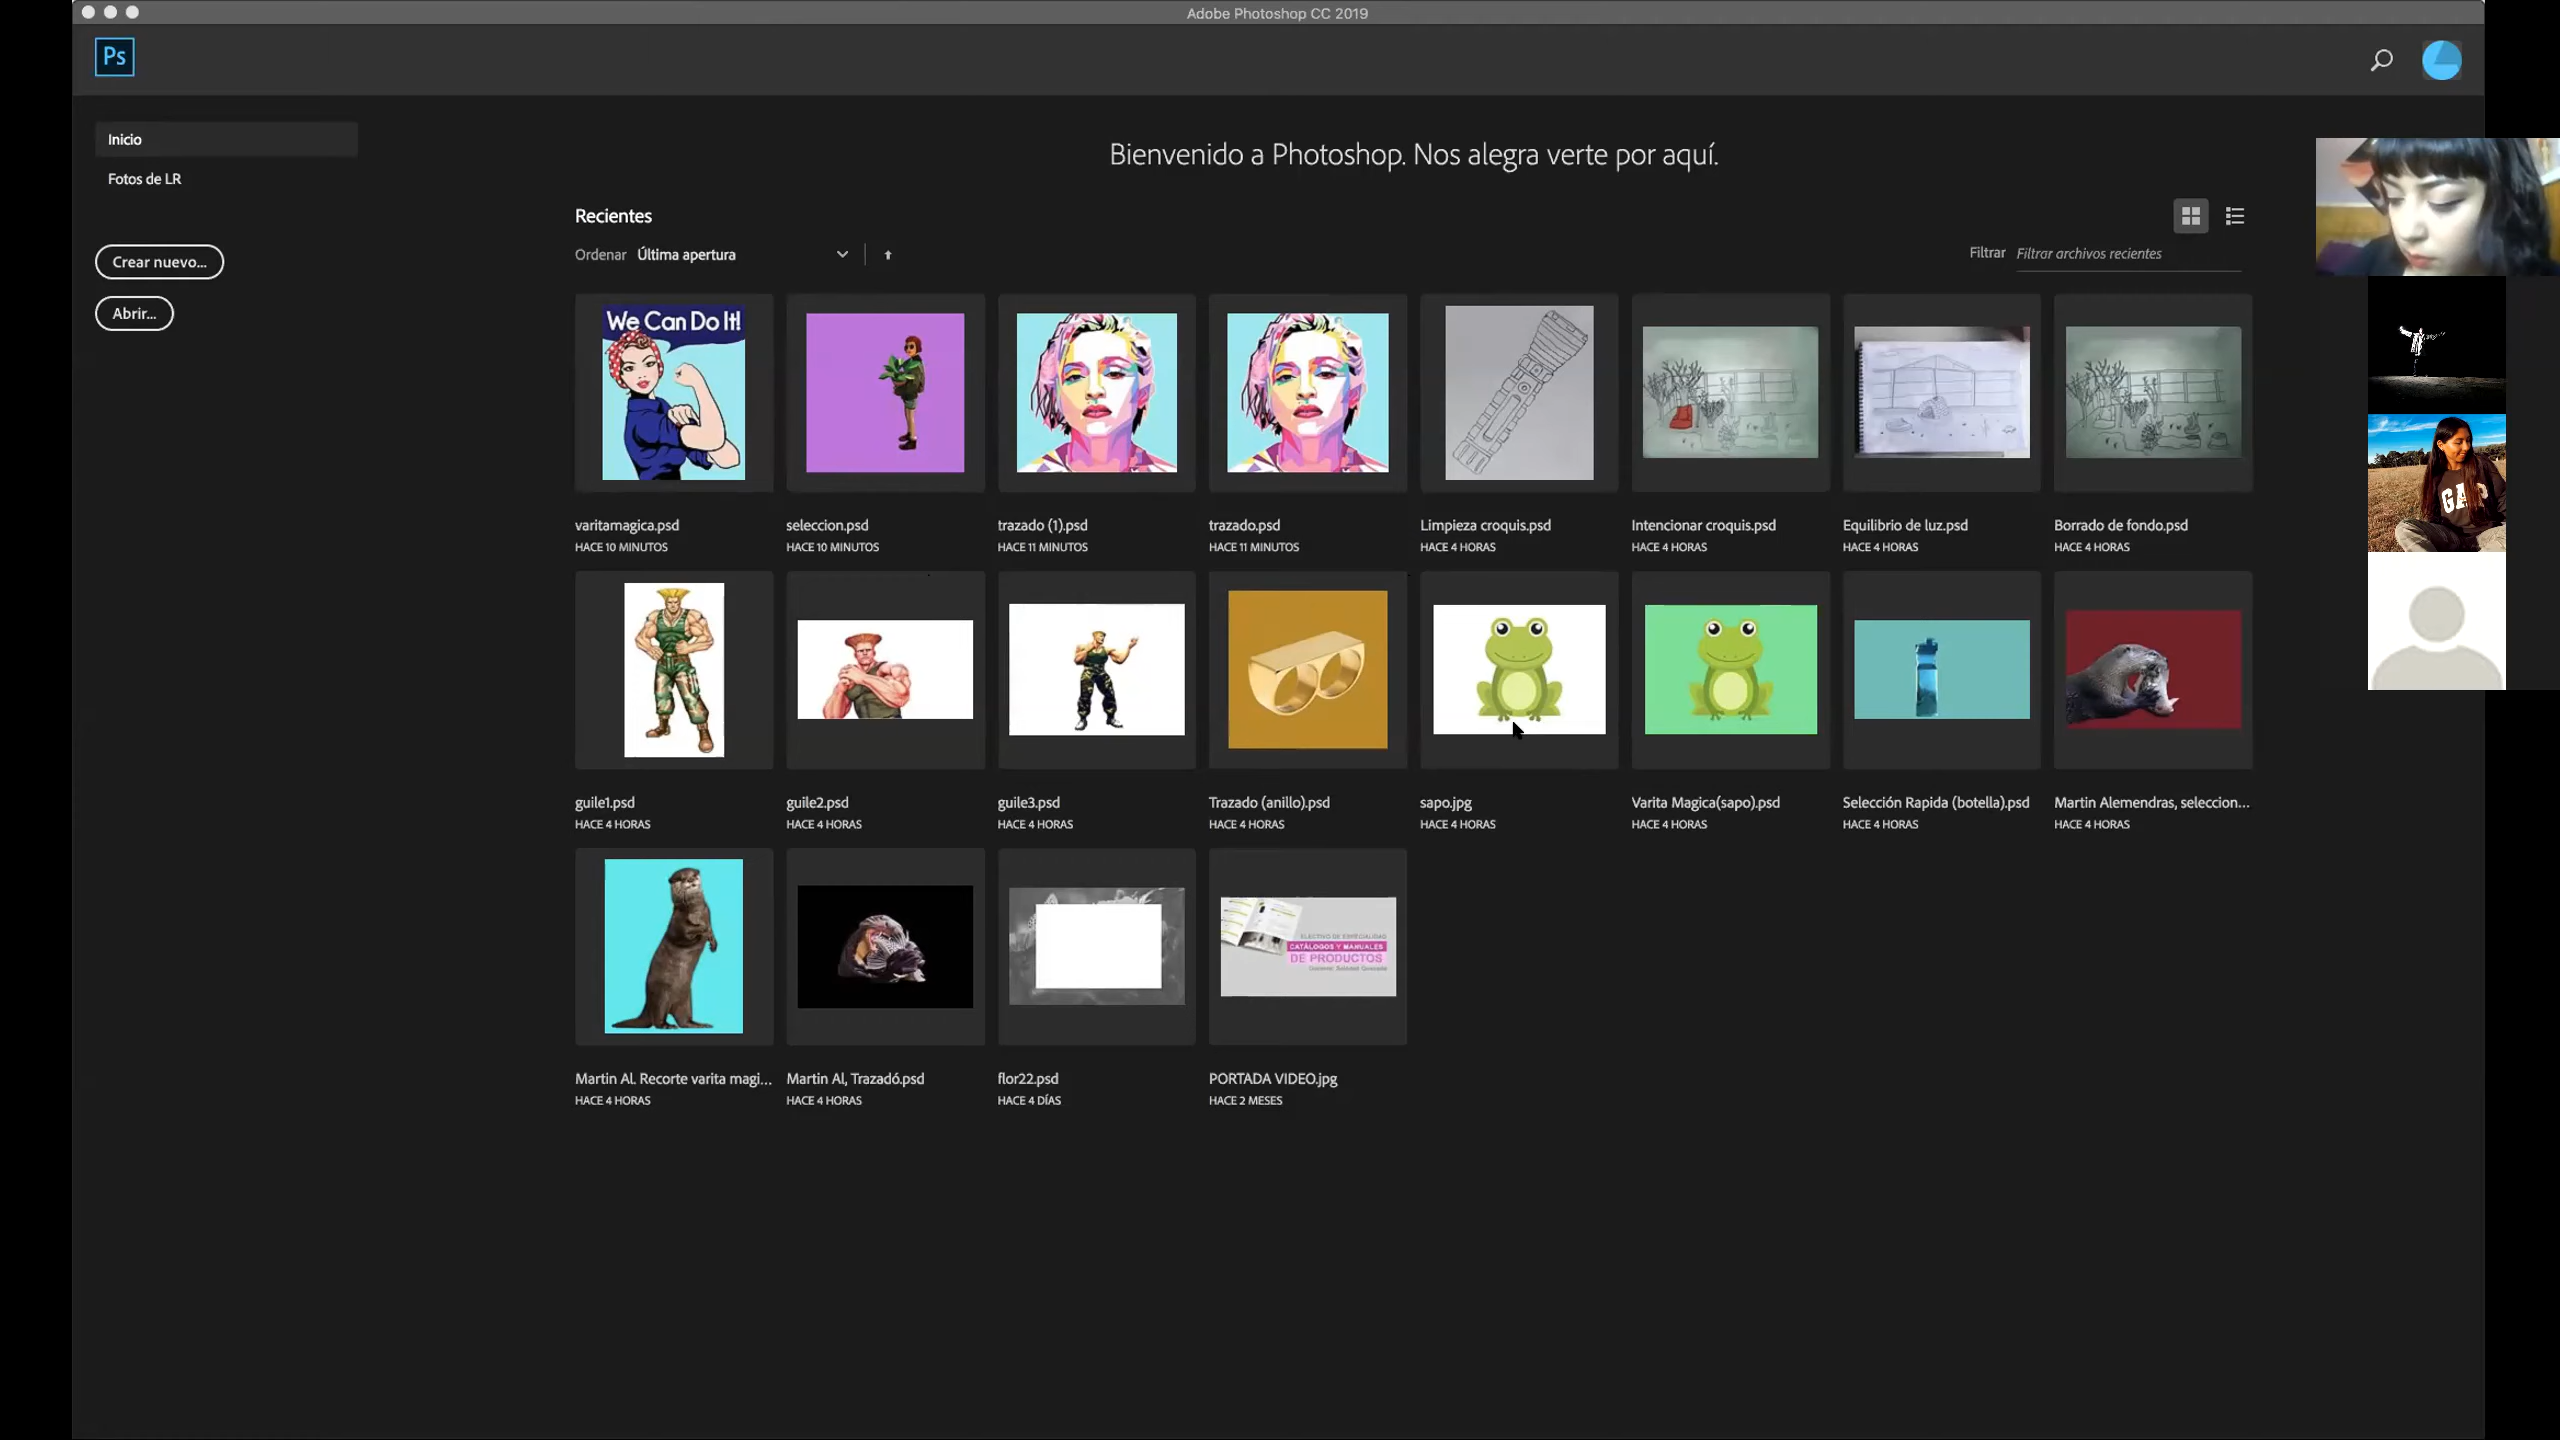 Adobe Photoshop CC 2019
Ps
Inicio
Fotos de LR
Crear nuevo...
Abrir...
Bienvenido a Photoshop. Nos alegra verte por aquí.
Recientes
Ordenar Última apertura
Filtrar Filtrar archivos recientes
We Can Do It!
varitamagica.psd
HACE 10 MINUTOS
seleccion.psd
HACE 10 MINUTOS
trazado (1).psd
HACE 11 MINUTOS
trazado.psd
HACE 11 MINUTOS
Limpieza croquis.psd
HACE 4 HORAS
Intencionar croquis.psd
HACE 4 HORAS
Equilibrio de luz.psd
HACE 4 HORAS
Borrado de fondo.psd
HACE 4 HORAS
guile1.psd
HACE 4 HORAS
guile2.psd
HACE 4 HORAS
guile3.psd
HACE 4 HORAS
Trazado (anillo).psd
HACE 4 HORAS
sapo.jpg
HACE 4 HORAS
Varita Magica(sapo).psd
HACE 4 HORAS
Selección Rapida (botella).psd
HACE 4 HORAS
Martin Alemendras, seleccion...
HACE 4 HORAS
ELECTIVO DE ESPECIALIDAD
CATÁLOGOS Y MANUALES
DE PRODUCTOS
Martin Al. Recorte varita magi...
HACE 4 HORAS
Martin Al, Trazadó.psd
HACE 4 HORAS
flor22.psd
HACE 4 DÍAS
PORTADA VIDEO.jpg
HACE 2 MESES